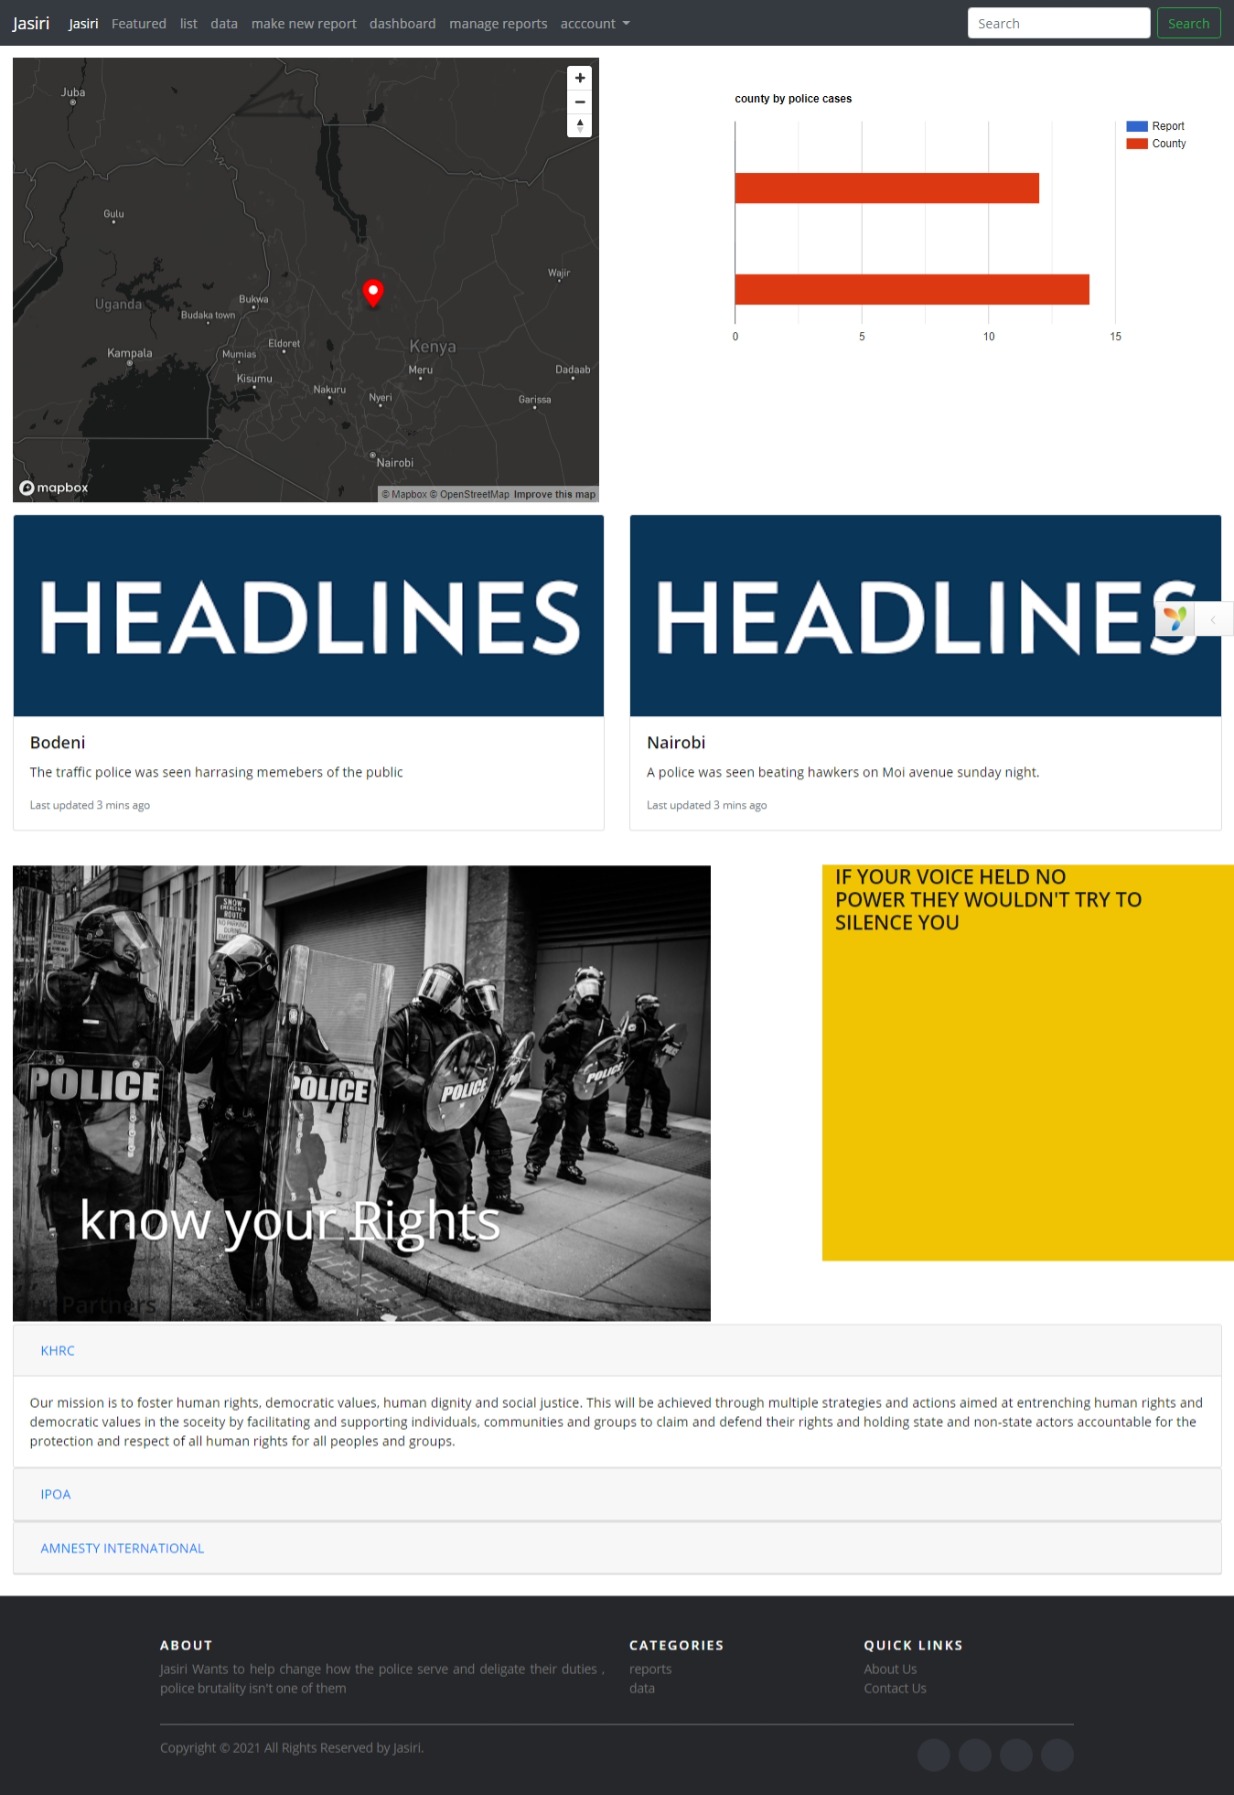 Jasiri Jasiri Featured list data make new report dashboard manage reports acccount Search Search
Juba
Gulu
Wajir
Uganda
Bukwa
Budaka town
Eldoret
Kenya
Kampala
Mumias
Meru
Dadaab
Kisumu
Nakuru
Nyeri
Garissa
Nairobi
mapbox
© Mapbox © OpenStreetMap Improve this map
county by police cases
Report
County
0 5 10 15
HEADLINES
Bodeni
The traffic police was seen harrasing memebers of the public
Last updated 3 mins ago
HEADLINES
Nairobi
A police was seen beating hawkers on Moi avenue sunday night.
Last updated 3 mins ago
SNOW
EMERGENCY
ROUTE
NO PARKING
DURING
POLICE
POLICE
POLICE
POLICE
know your Rights
IF YOUR VOICE HELD NO
POWER THEY WOULDN'T TRY TO
SILENCE YOU
Partners
KHRC
Our mission is to foster human rights, democratic values, human dignity and social justice. This will be achieved through multiple strategies and actions aimed at entrenching human rights and
democratic values in the soceity by facilitating and supporting individuals, communities and groups to claim and defend their rights and holding state and non-state actors accountable for the
protection and respect of all human rights for all peoples and groups.
IPOA
AMNESTY INTERNATIONAL
ABOUT
Jasiri Wants to help change how the police serve and deligate their duties ,
police brutality isn't one of them
CATEGORIES
reports
data
QUICK LINKS
About Us
Contact Us
Copyright © 2021 All Rights Reserved by Jasiri.